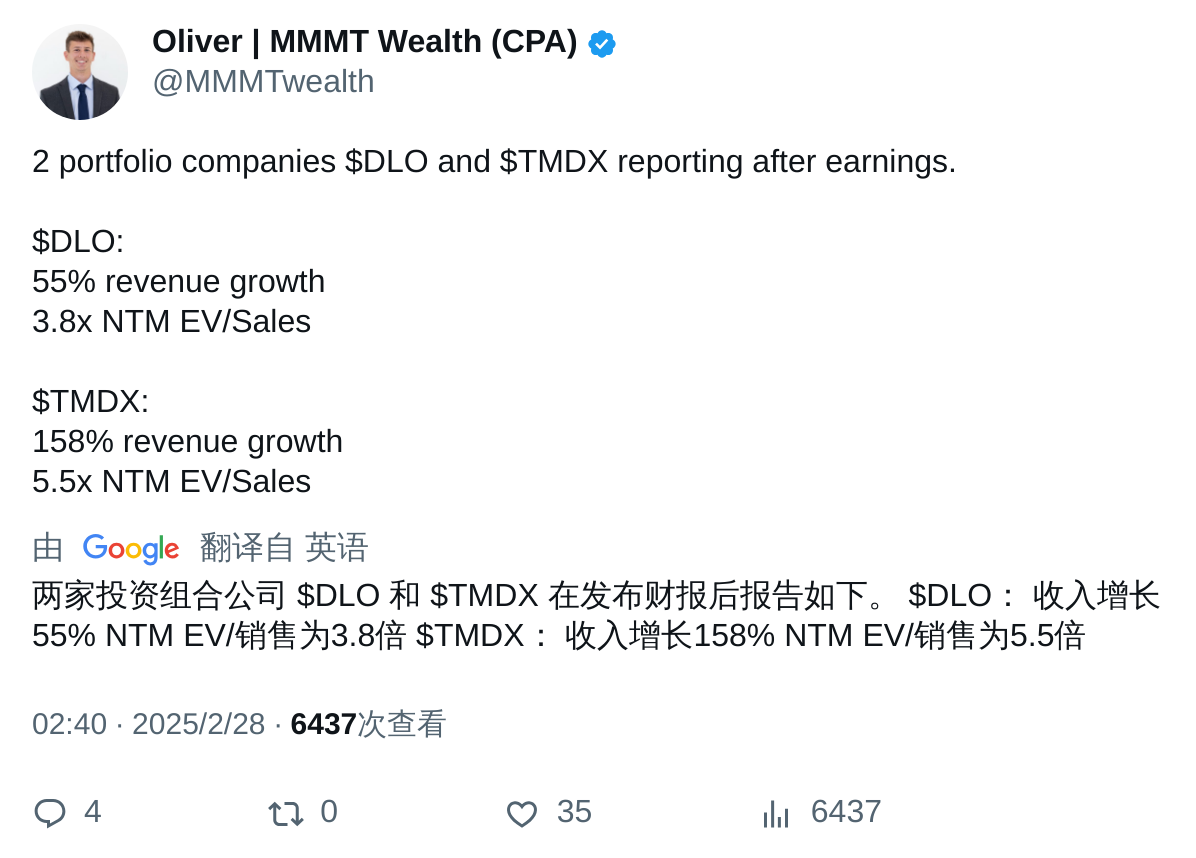 Oliver | MMMT Wealth (CPA)
@MMMTwealth
2 portfolio companies $DLO and $TMDX reporting after earnings.
$DLO:
55% revenue growth
3.8x NTM EV/Sales
$TMDX:
158% revenue growth
5.5x NTM EV/Sales
由 Google 翻译自 英语
两家投资组合公司 $DLO 和 $TMDX 在发布财报后报告如下。 $DLO： 收入增长
55% NTM EV/销售为3.8倍 $TMDX： 收入增长158% NTM EV/销售为5.5倍
02:40 · 2025/2/28 · 6437次查看
4 0 35 6437